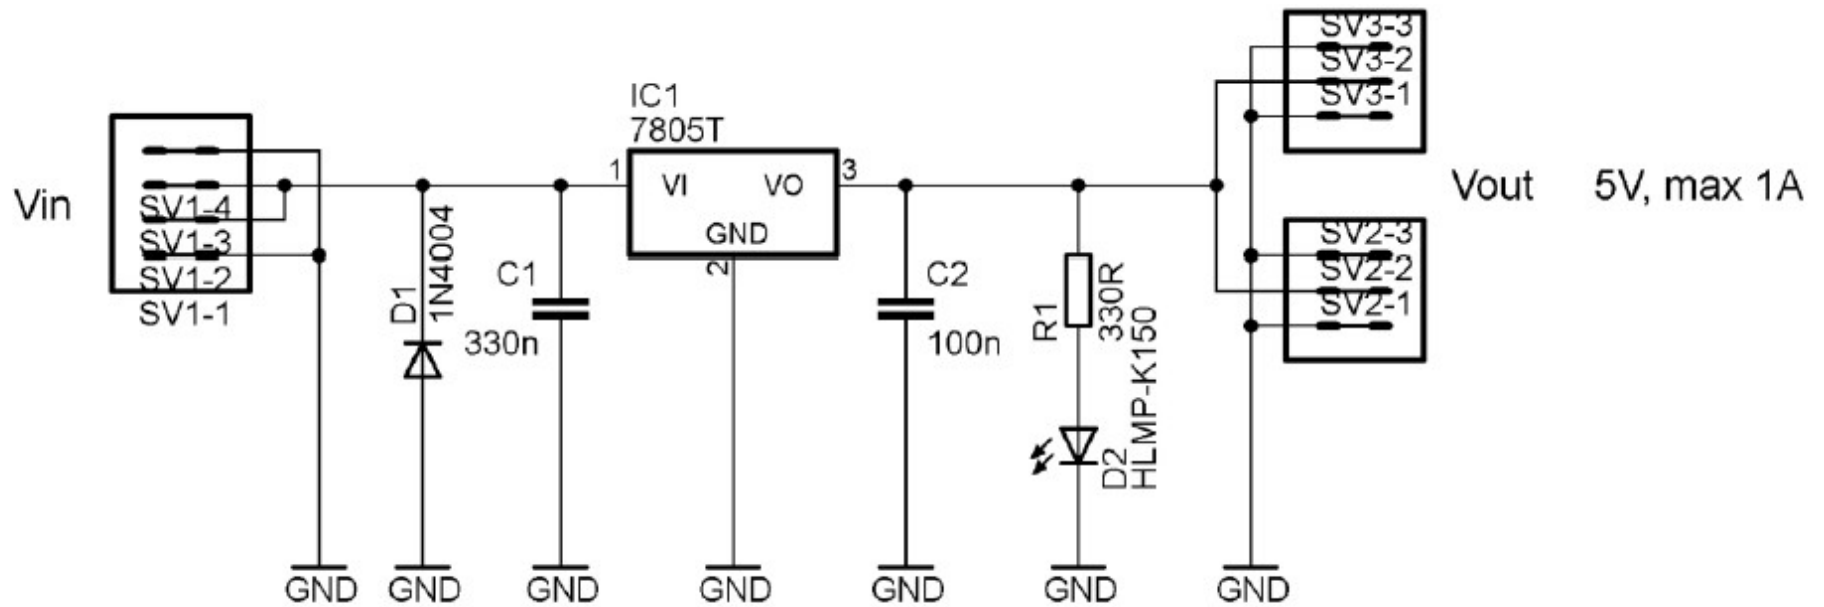 Vin
SV1-4
SV1-3
SV1-2
SV1-1
D1
1N4004
C1
330n
IC1
7805T
1
VI
VO
3
GND
2
C2
100n
R1
330R
D2
HLMP-K150
SV3-3
SV3-2
SV3-1
Vout 5V, max 1A
SV2-3
SV2-2
SV2-1
GND GND GND GND GND GND GND